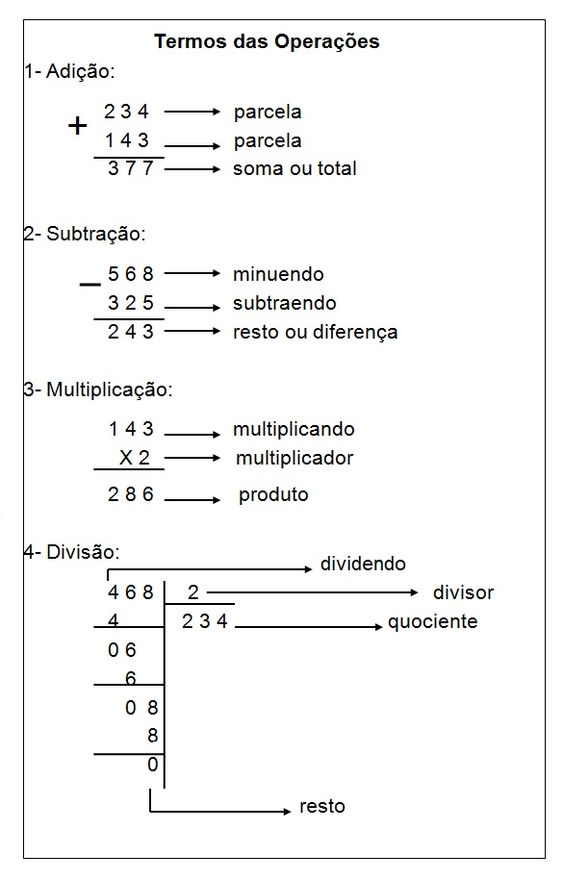 Termos das Operações
1- Adição:
+ 2 3 4 parcela
1 4 3 parcela
3 7 7 soma ou total
2- Subtração:
– 5 6 8 minuendo
3 2 5 subtraendo
2 4 3 resto ou diferença
3- Multiplicação:
1 4 3 multiplicando
X 2 multiplicador
2 8 6 produto
4- Divisão:
dividendo
4 6 8 2 divisor
4 2 3 4 quociente
0 6
6
0 8
8
0
resto